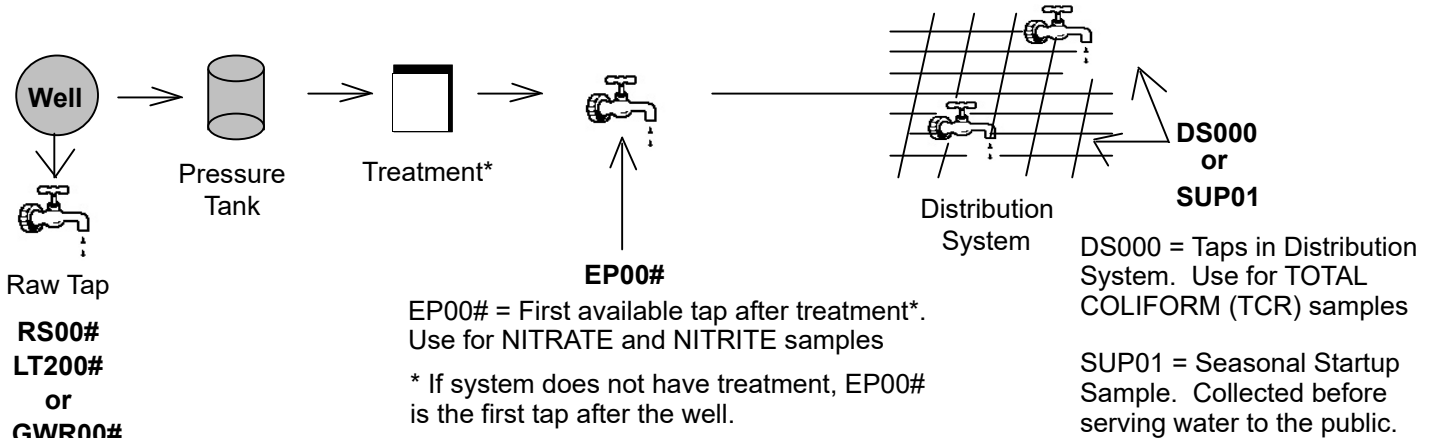 Well
Pressure
Tank
Treatment*
Raw Tap
RS00#
LT200#
or
GWR00#
EP00#
EP00# = First available tap after treatment*.
Use for NITRATE and NITRITE samples
* If system does not have treatment, EP00#
is the first tap after the well.
Distribution
System
DS000
or
SUP01
DS000 = Taps in Distribution
System. Use for TOTAL
COLIFORM (TCR) samples
SUP01 = Seasonal Startup
Sample. Collected before
serving water to the public.